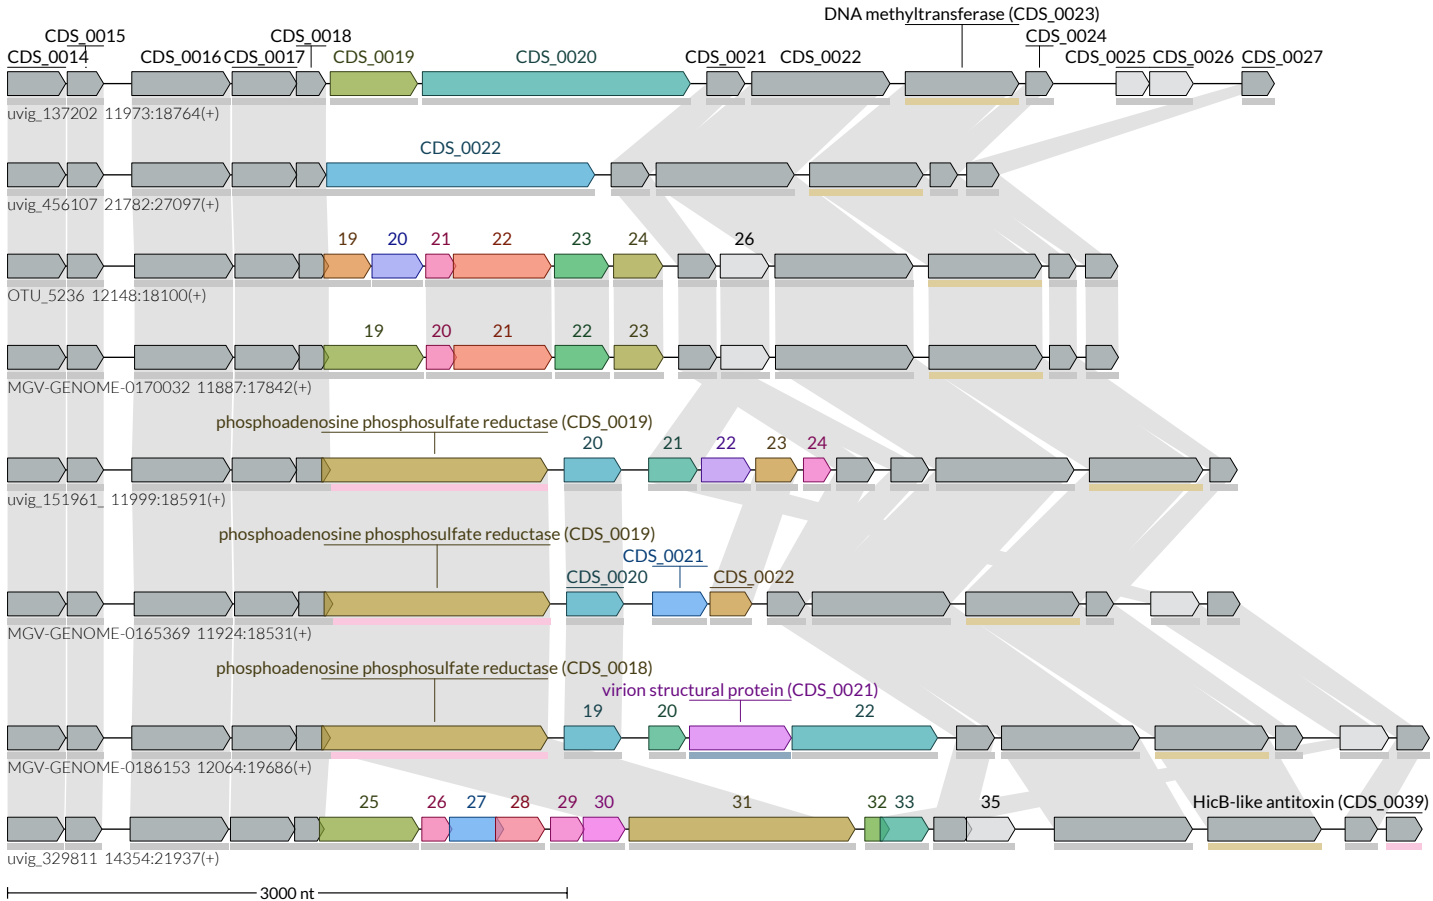 DNA methyltransferase (CDS_0023)
CDS_0015 CDS_0018 CDS_0024
CDS_0014 CDS_0016 CDS_0017 CDS_0019 CDS_0020 CDS_0021 CDS_0022 CDS_0025 CDS_0026 CDS_0027
uvig_137202 11973:18764(+)
CDS_0022
uvig_456107 21782:27097(+)
19 20 21 22 23 24 26
OTU_5236 12148:18100(+)
19 20 21 22 23
MGV-GENOME-0170032 11887:17842(+)
phosphoadenosine phosphosulfate reductase (CDS_0019)
20 21 22 23 24
uvig_151961_ 11999:18591(+)
phosphoadenosine phosphosulfate reductase (CDS_0019)
CDS_0021
CDS_0020 CDS_0022
MGV-GENOME-0165369 11924:18531(+)
phosphoadenosine phosphosulfate reductase (CDS_0018)
virion structural protein (CDS_0021)
19 20 22
MGV-GENOME-0186153 12064:19686(+)
25 26 27 28 29 30 31 32 33 35 HicB-like antitoxin (CDS_0039)
uvig_329811 14354:21937(+)
3000 nt